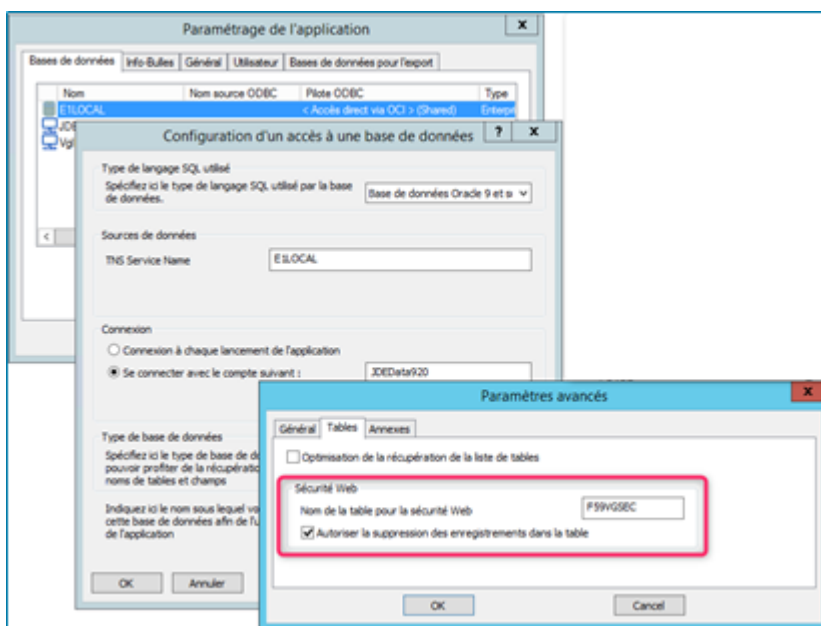 Paramétrage de l'application
x
Bases de données Info-Bulles Général Utilisateur Bases de données pour l'export
Nom Nom source ODBC Pilote ODBC Type
E1LOCAL < Accès direct via OCI > (Shared) Enterpri
JDE
Vgl
Configuration d'un accès à une base de données ? x
Type de langage SQL utilisé
Spécifiez ici le type de langage SQL utilisé par la base
de données.
Base de données Oracle 9 et su
Sources de données
TNS Service Name E1LOCAL
Connexion
Connexion à chaque lancement de l'application
Se connecter avec le compte suivant : JDEData920
Type de base de données
Spécifiez ici le type de base de do
pouvoir profiter de la récupération
noms de tables et champs
Indiquez ici le nom sous lequel vo
cette base de données afin de l'u
de l'application
OK Annuler
Paramètres avancés x
Général Tables Annexes
Optimisation de la récupération de la liste de tables
Sécurité Web
Nom de la table pour la sécurité Web F59VGSEC
Autoriser la suppression des enregistrements dans la table
OK Cancel